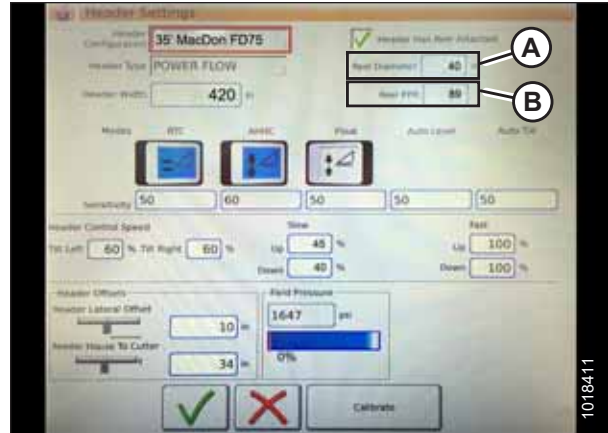 Header Settings
Header Configuration 35' MacDon FD75
Header Has Reel Attached
A
Header Type POWER FLOW
Reel Diameter 40 in
Header Width 420 in
Reel PPR 89
B
Modes RTC AHHC Float Auto Level Auto Tilt
Sensitivity 50 60 50 50 50
Header Control Speed Slow Fast
Tilt Left 60 % Tilt Right 60 % Up 45 % Up 100 %
Down 40 % Down 100 %
Header Offsets Field Pressure
Header Lateral Offset 1647 psi
10 in
Header House To Cutter
34 in 0%
Calibrate
1018411